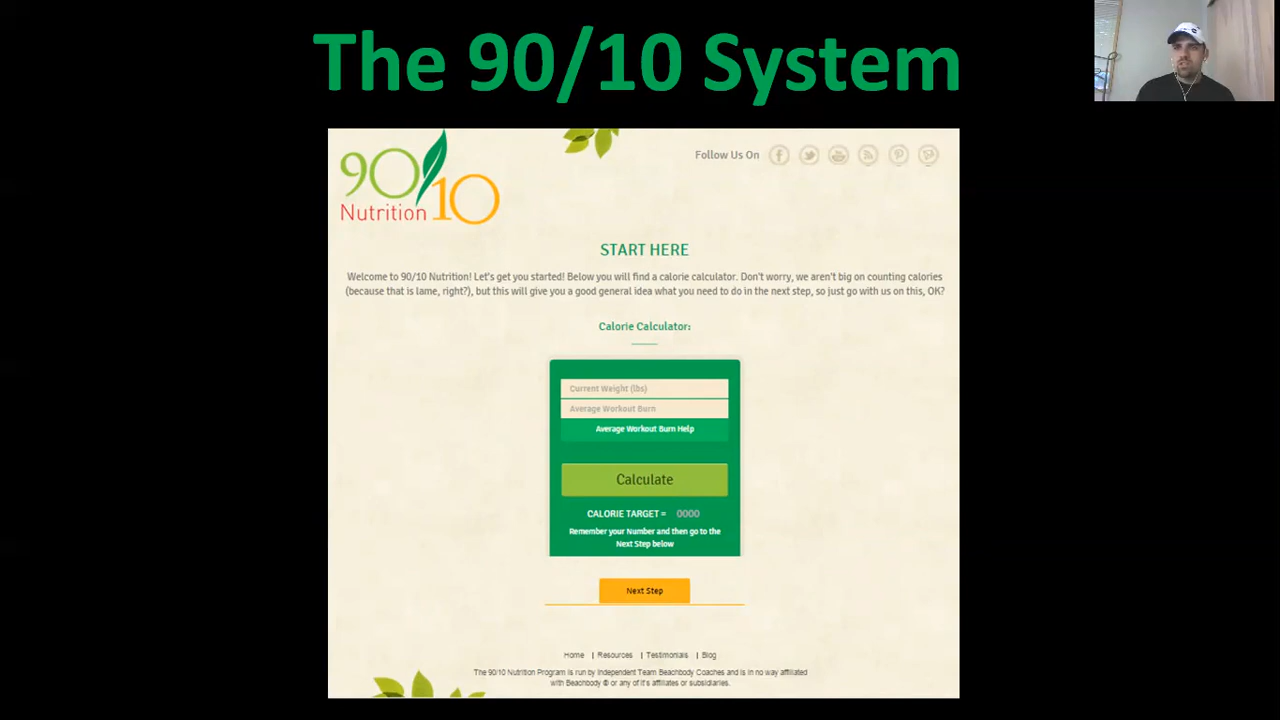 The 90/10 System
90/10
Nutrition
Follow Us On
START HERE
Welcome to 90/10 Nutrition! Let's get you started! Below you will find a calorie calculator. Don't worry, we aren't big on counting calories
(because that is lame, right?), but this will give you a good general idea what you need to do in the next step, so just go with us on this, OK?
Calorie Calculator:
Current Weight (lbs)
Average Workout Burn
Average Workout Burn Help
Calculate
CALORIE TARGET = 0000
Remember your Number and then go to the
Next Step below
Next Step
Home | Resources | Testimonials | Blog
The 90/10 Nutrition Program is run by Independent Team Beachbody Coaches and is in no way affiliated
with Beachbody ® or any of it's affiliates or subsidiaries.